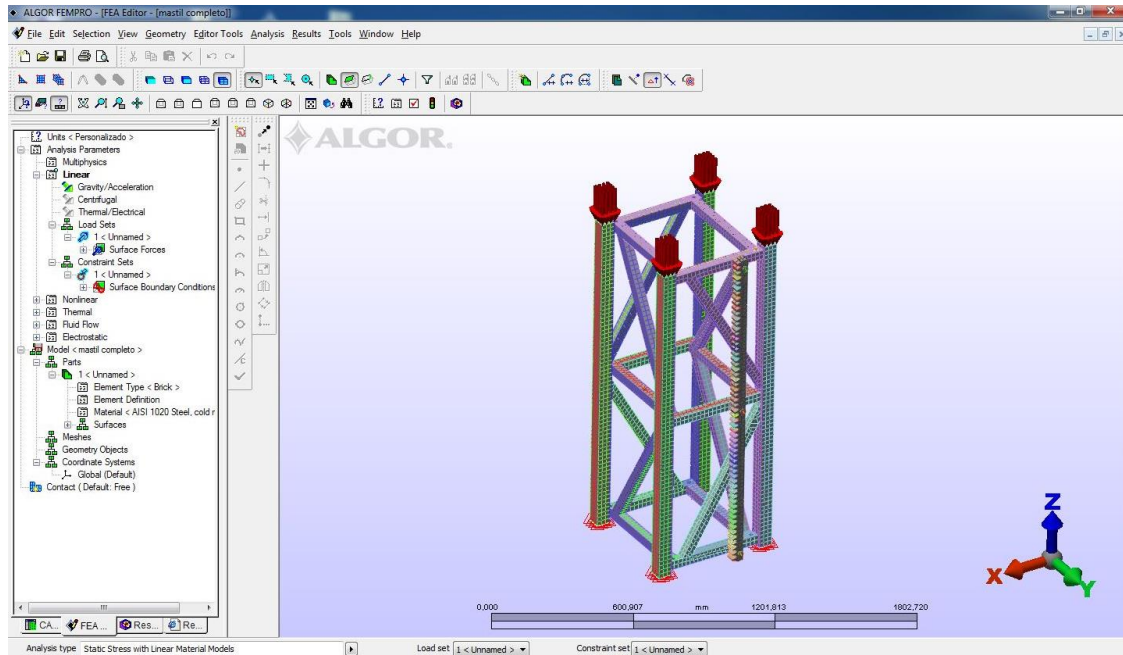 ALGOR FEMPRO - [FEA Editor - [mastil completo]]
File Edit Selection View Geometry Editor Tools Analysis Results Tools Window Help
Units < Personalizado >
Analysis Parameters
Multiphysics
Linear
Gravity/Acceleration
Centrifugal
Thermal/Electrical
Load Sets
1 < Unnamed >
Surface Forces
Constraint Sets
1 < Unnamed >
Surface Boundary Conditions
Nonlinear
Thermal
Fluid Flow
Electrostatic
Model < mastil completo >
Parts
1 < Unnamed >
Element Type < Brick >
Element Definition
Material < AISI 1020 Steel, cold r
Surfaces
Meshes
Geometry Objects
Coordinate Systems
Global (Default)
Contact ( Default: Free )
CA... FEA ... Res... Re...
ALGOR.
Z
X
Y
0,000 600,907 mm 1201,813 1802,720
Analysis type Static Stress with Linear Material Models Load set 1 < Unnamed > Constraint set 1 < Unnamed >